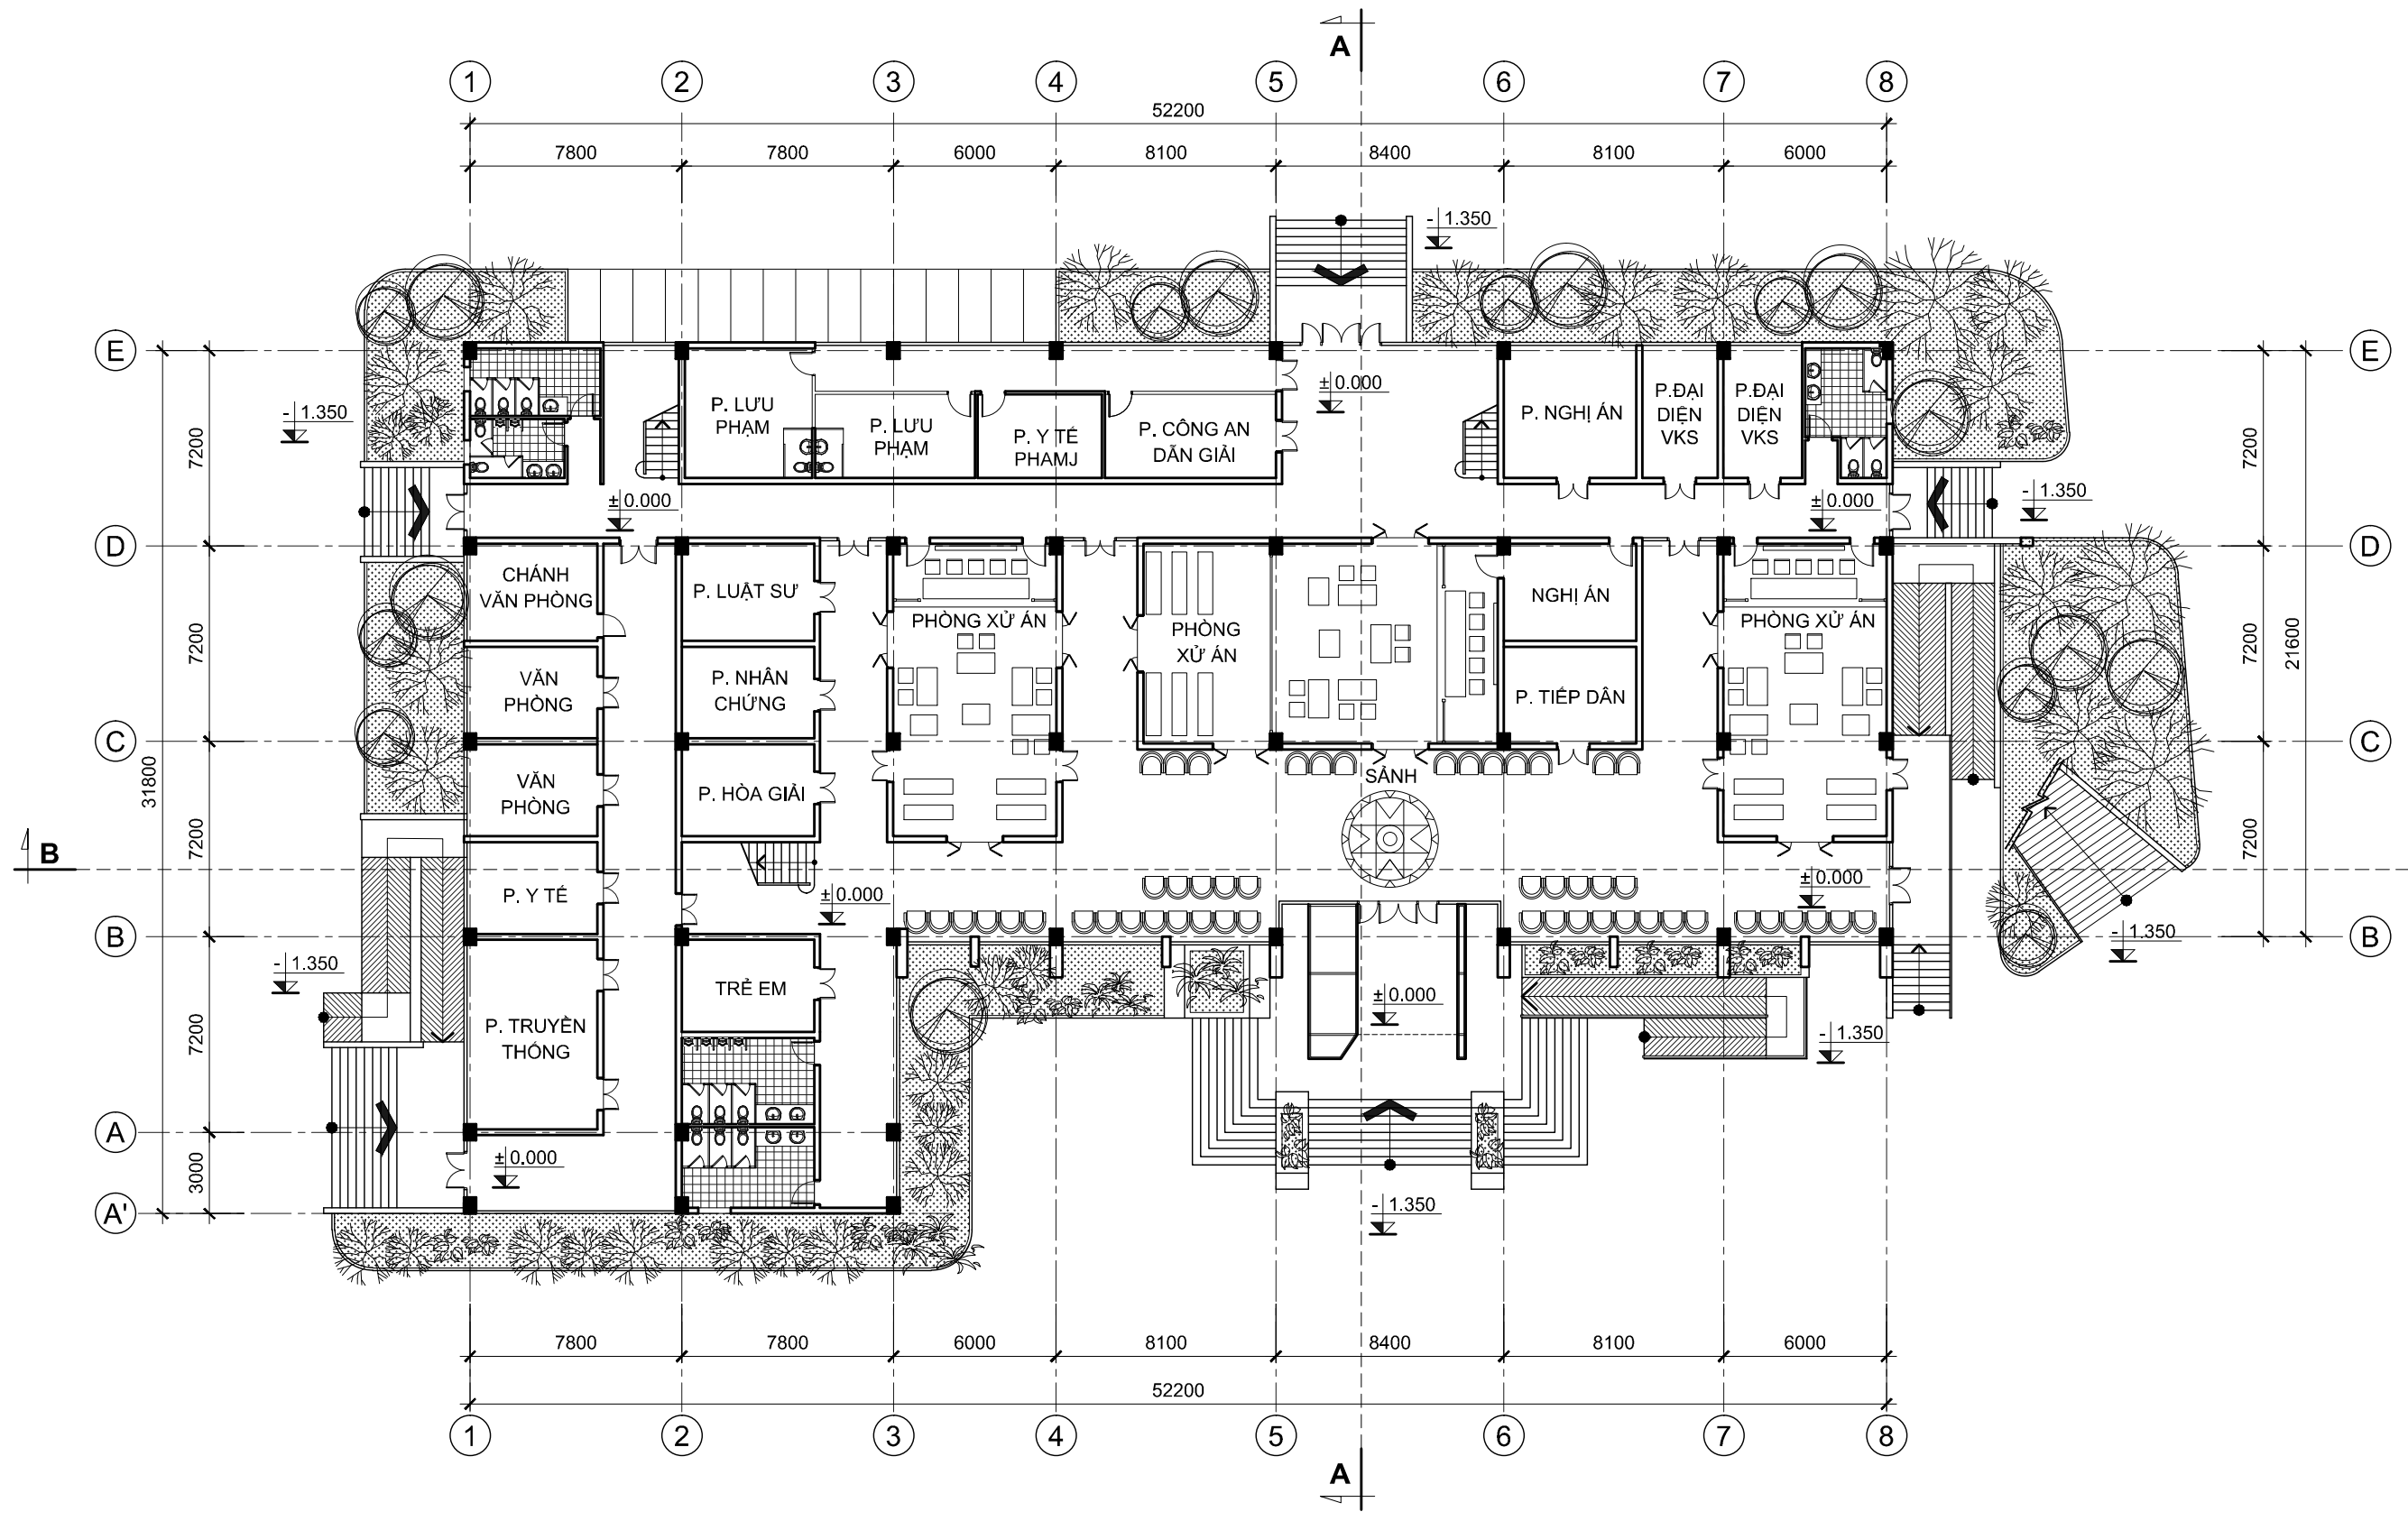 A
1 2 3 4 5 6 7 8
52200
7800 7800 6000 8100 8400 8100 6000
- 1.350
E E
± 0.000
- 1.350
7200 7200
P. LƯU
PHẠM
P. LƯU
PHẠM
P. Y TẾ
PHAMJ
P. CÔNG AN
DẪN GIẢI
P. NGHỊ ÁN
P.ĐẠI
DIỆN
VKS
P.ĐẠI
DIỆN
VKS
± 0.000
± 0.000
- 1.350
D D
CHÁNH
VĂN PHÒNG
P. LUẬT SƯ
PHÒNG XỬ ÁN
PHÒNG
XỬ ÁN
NGHỊ ÁN
PHÒNG XỬ ÁN
7200 7200
21600
VĂN
PHÒNG
P. NHÂN
CHỨNG
P. TIẾP DÂN
C C
31800
VĂN
PHÒNG
P. HÒA GIẢI
SẢNH
7200 7200
B
P. Y TẾ
± 0.000
± 0.000
B B
- 1.350
- 1.350
TRẺ EM
± 0.000
P. TRUYỀN
THỐNG
7200
- 1.350
A
3000
± 0.000
A'
- 1.350
7800 7800 6000 8100 8400 8100 6000
52200
1 2 3 4 5 6 7 8
A